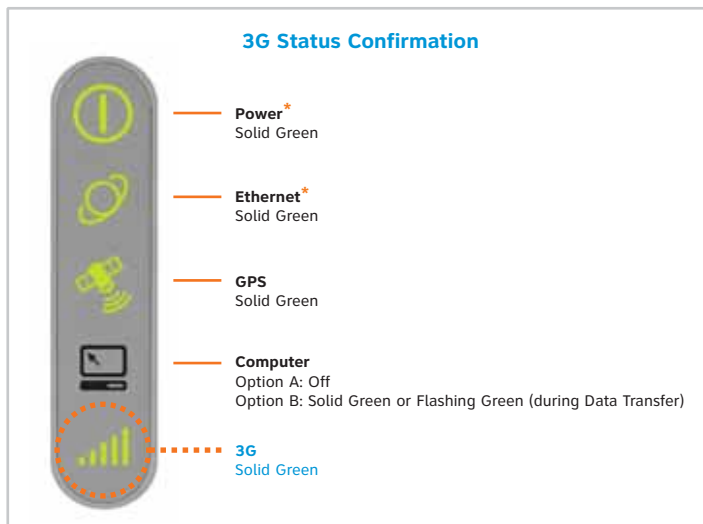 3G Status Confirmation
Power*
Solid Green
Ethernet*
Solid Green
GPS
Solid Green
Computer
Option A: Off
Option B: Solid Green or Flashing Green (during Data Transfer)
3G
Solid Green